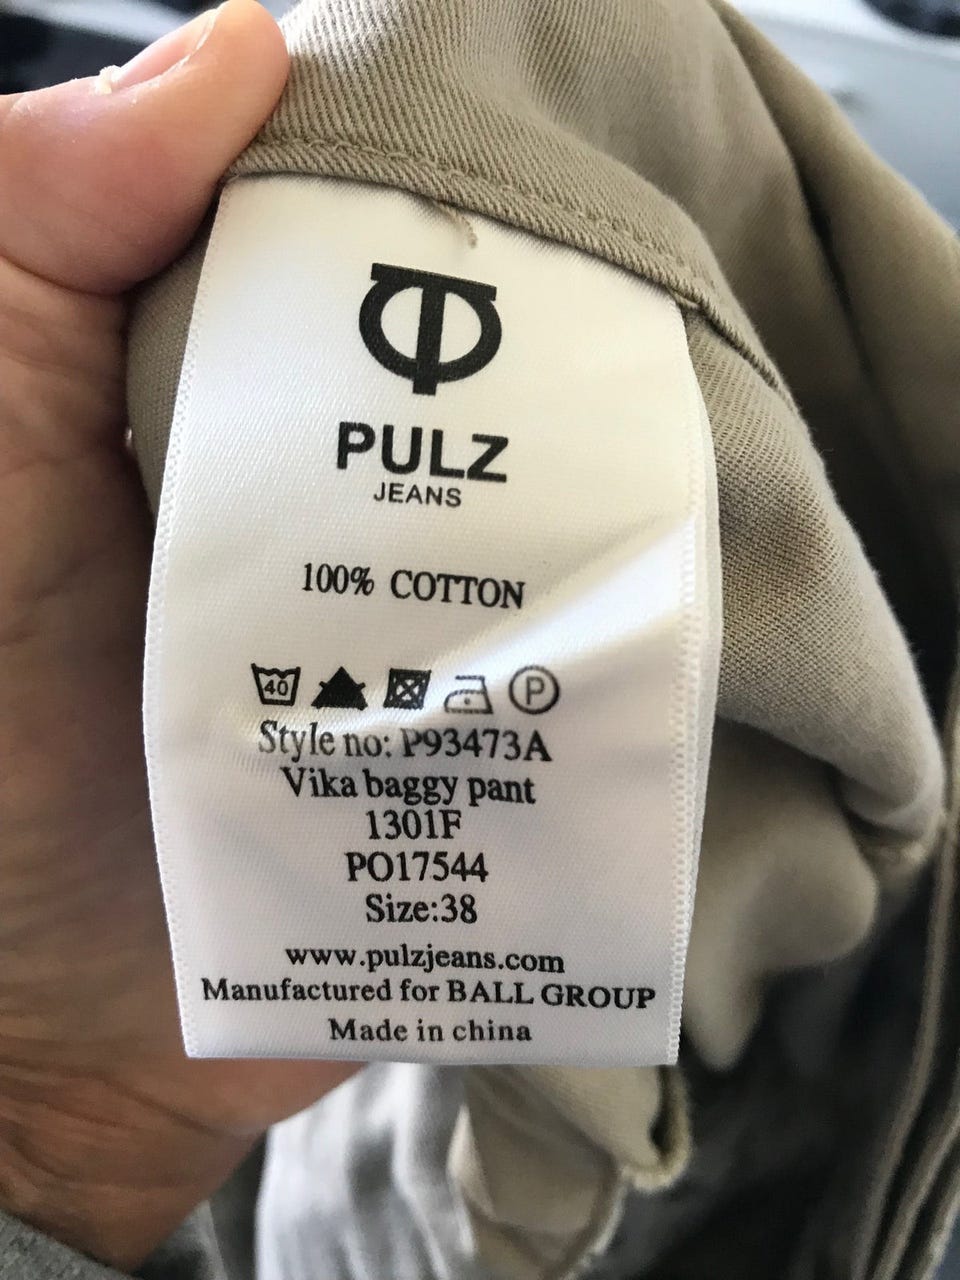 PULZ
JEANS
100% COTTON
40 P
Style no: P93473A
Vika baggy pant
1301F
PO17544
Size:38
www.pulzjeans.com
Manufactured for BALL GROUP
Made in china